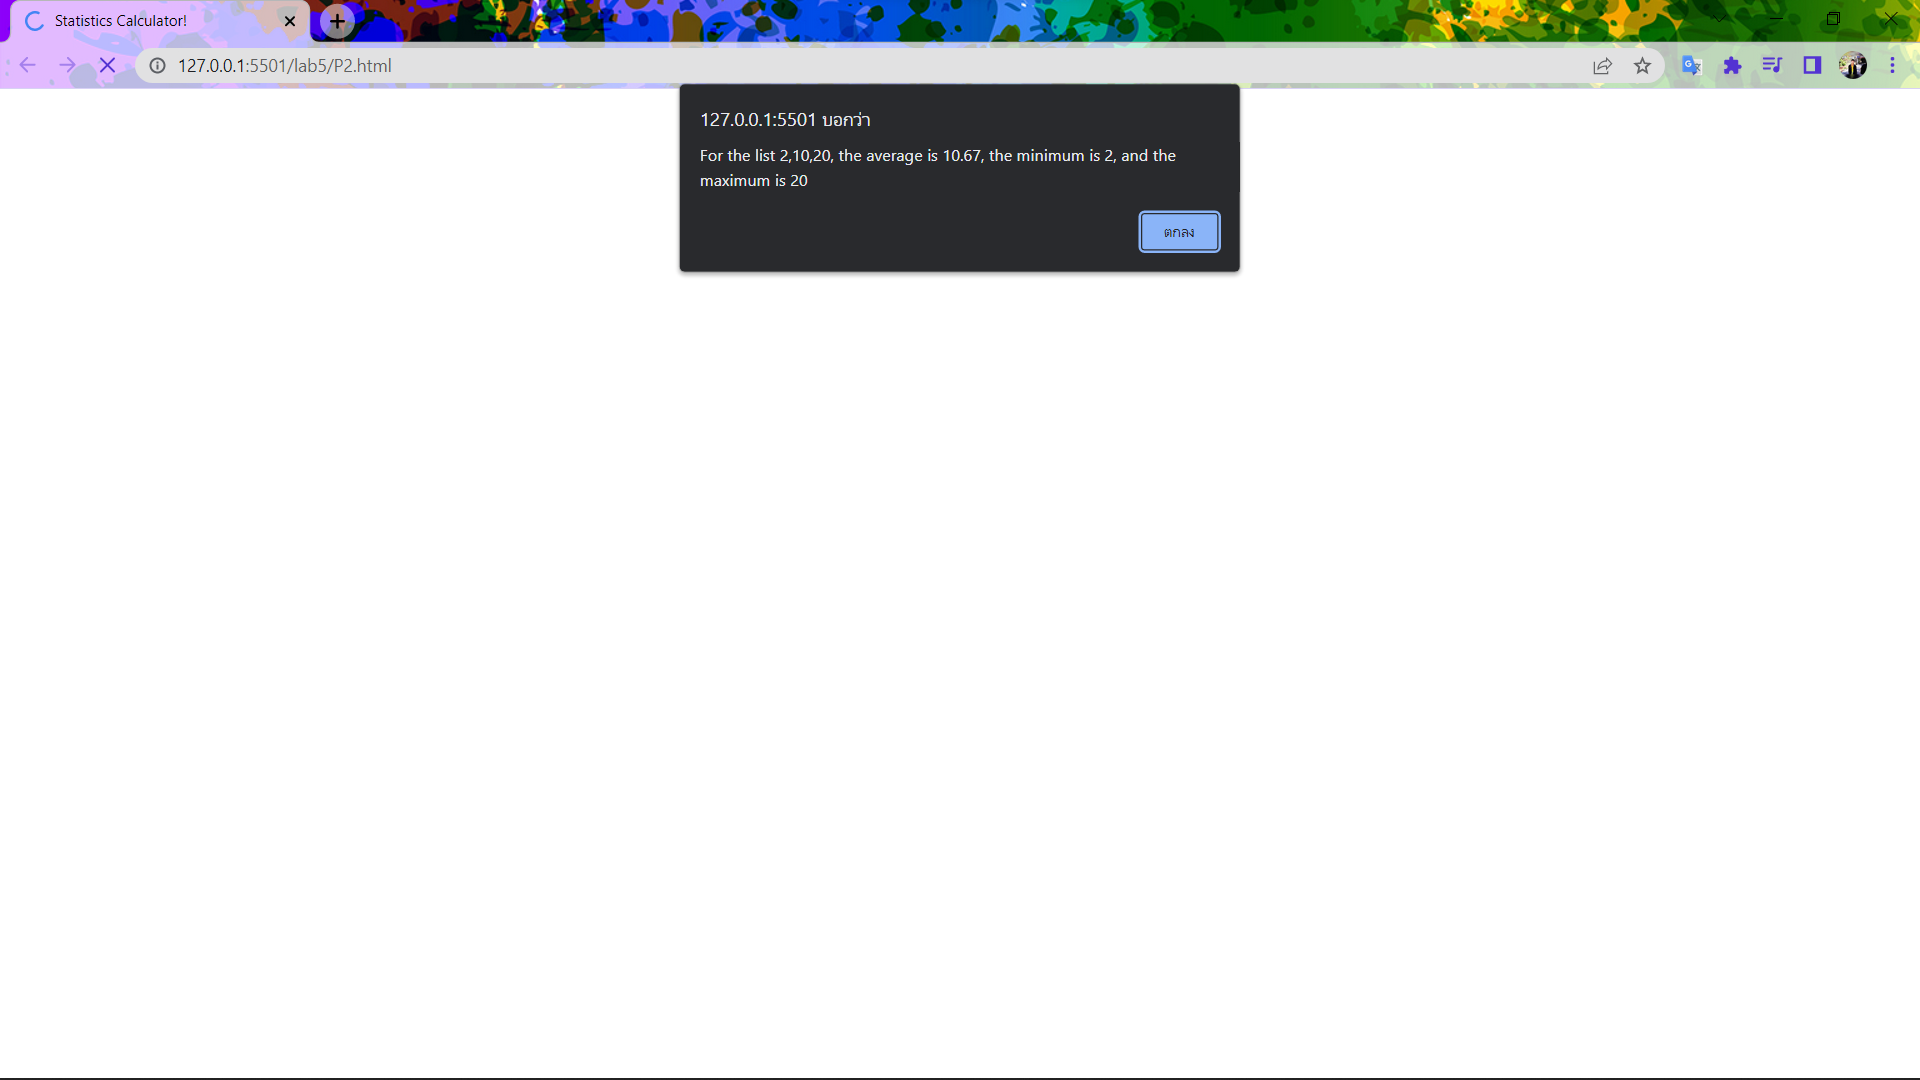 Statistics Calculator!
127.0.0.1:5501/lab5/P2.html
127.0.0.1:5501 บอกว่า
For the list 2,10,20, the average is 10.67, the minimum is 2, and the
maximum is 20
ตกลง